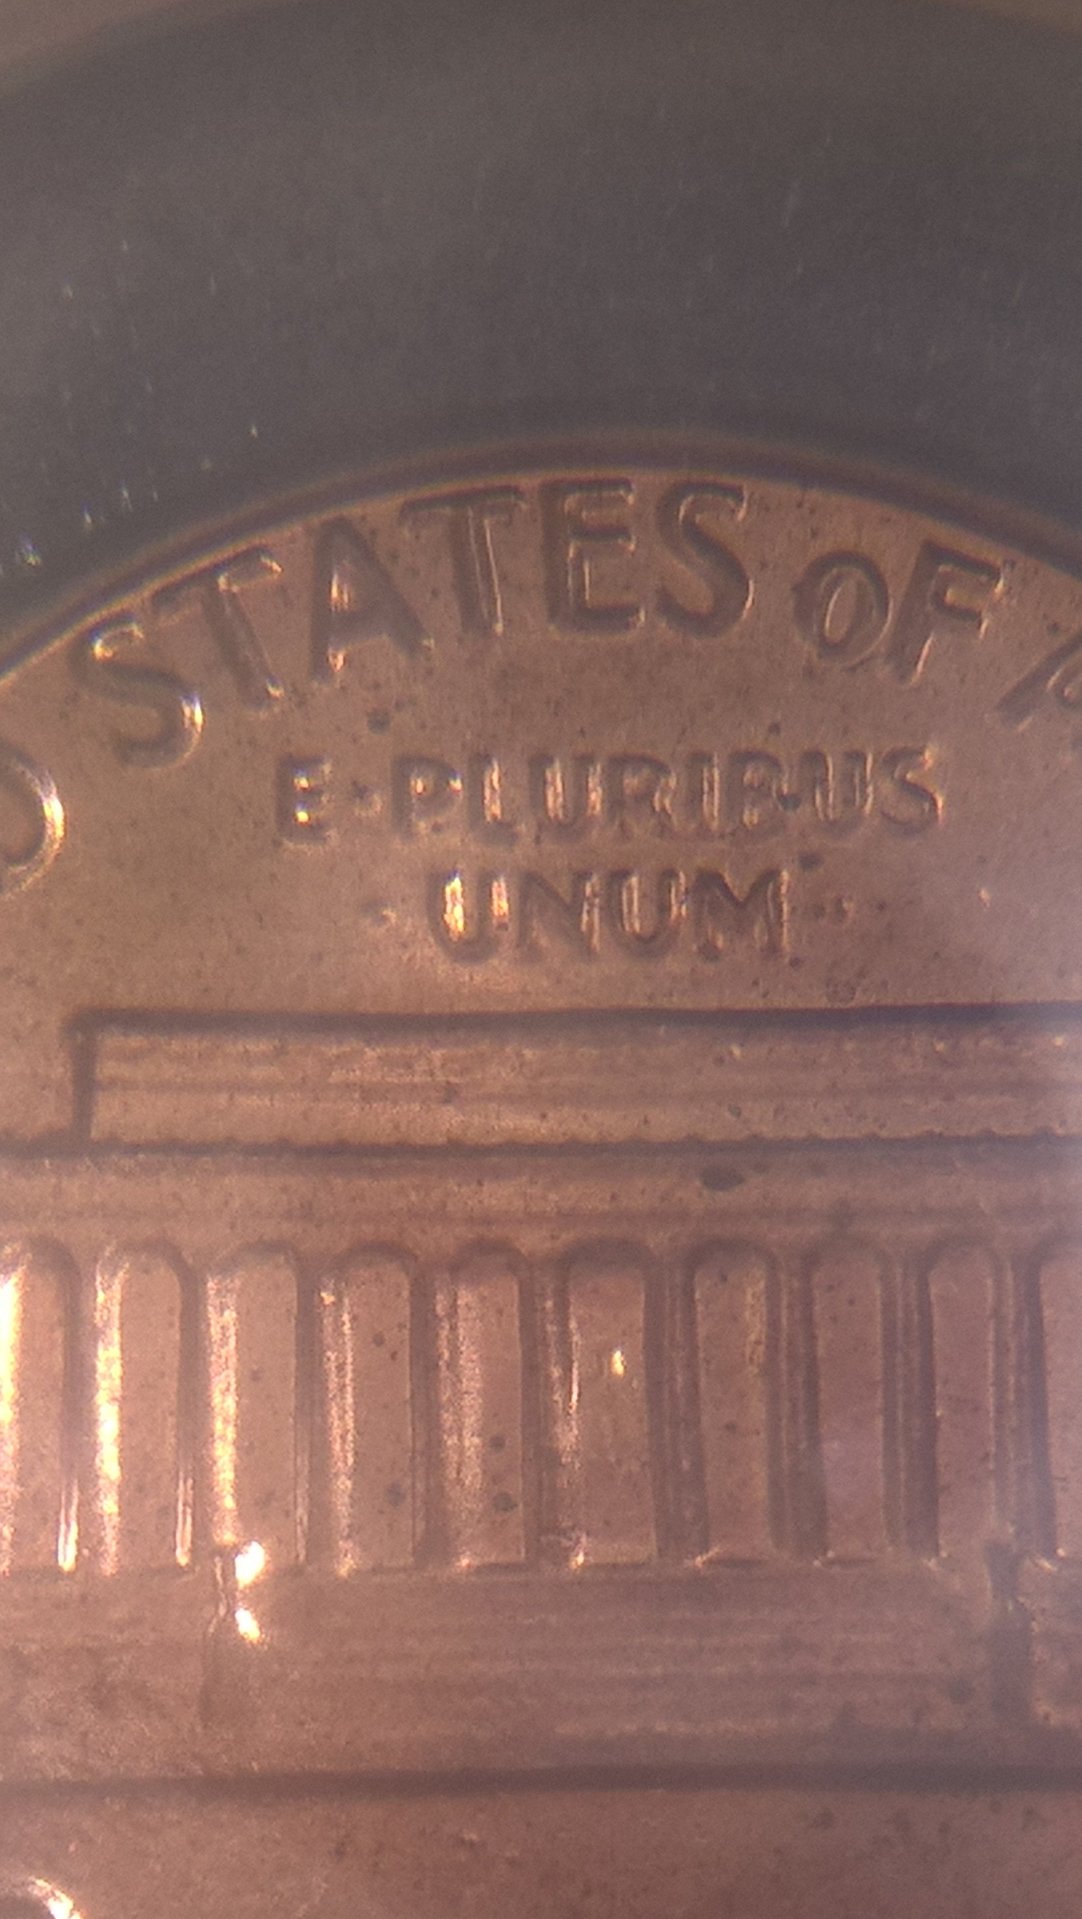 D STATES OF A
E·PLURIBUS
UNUM